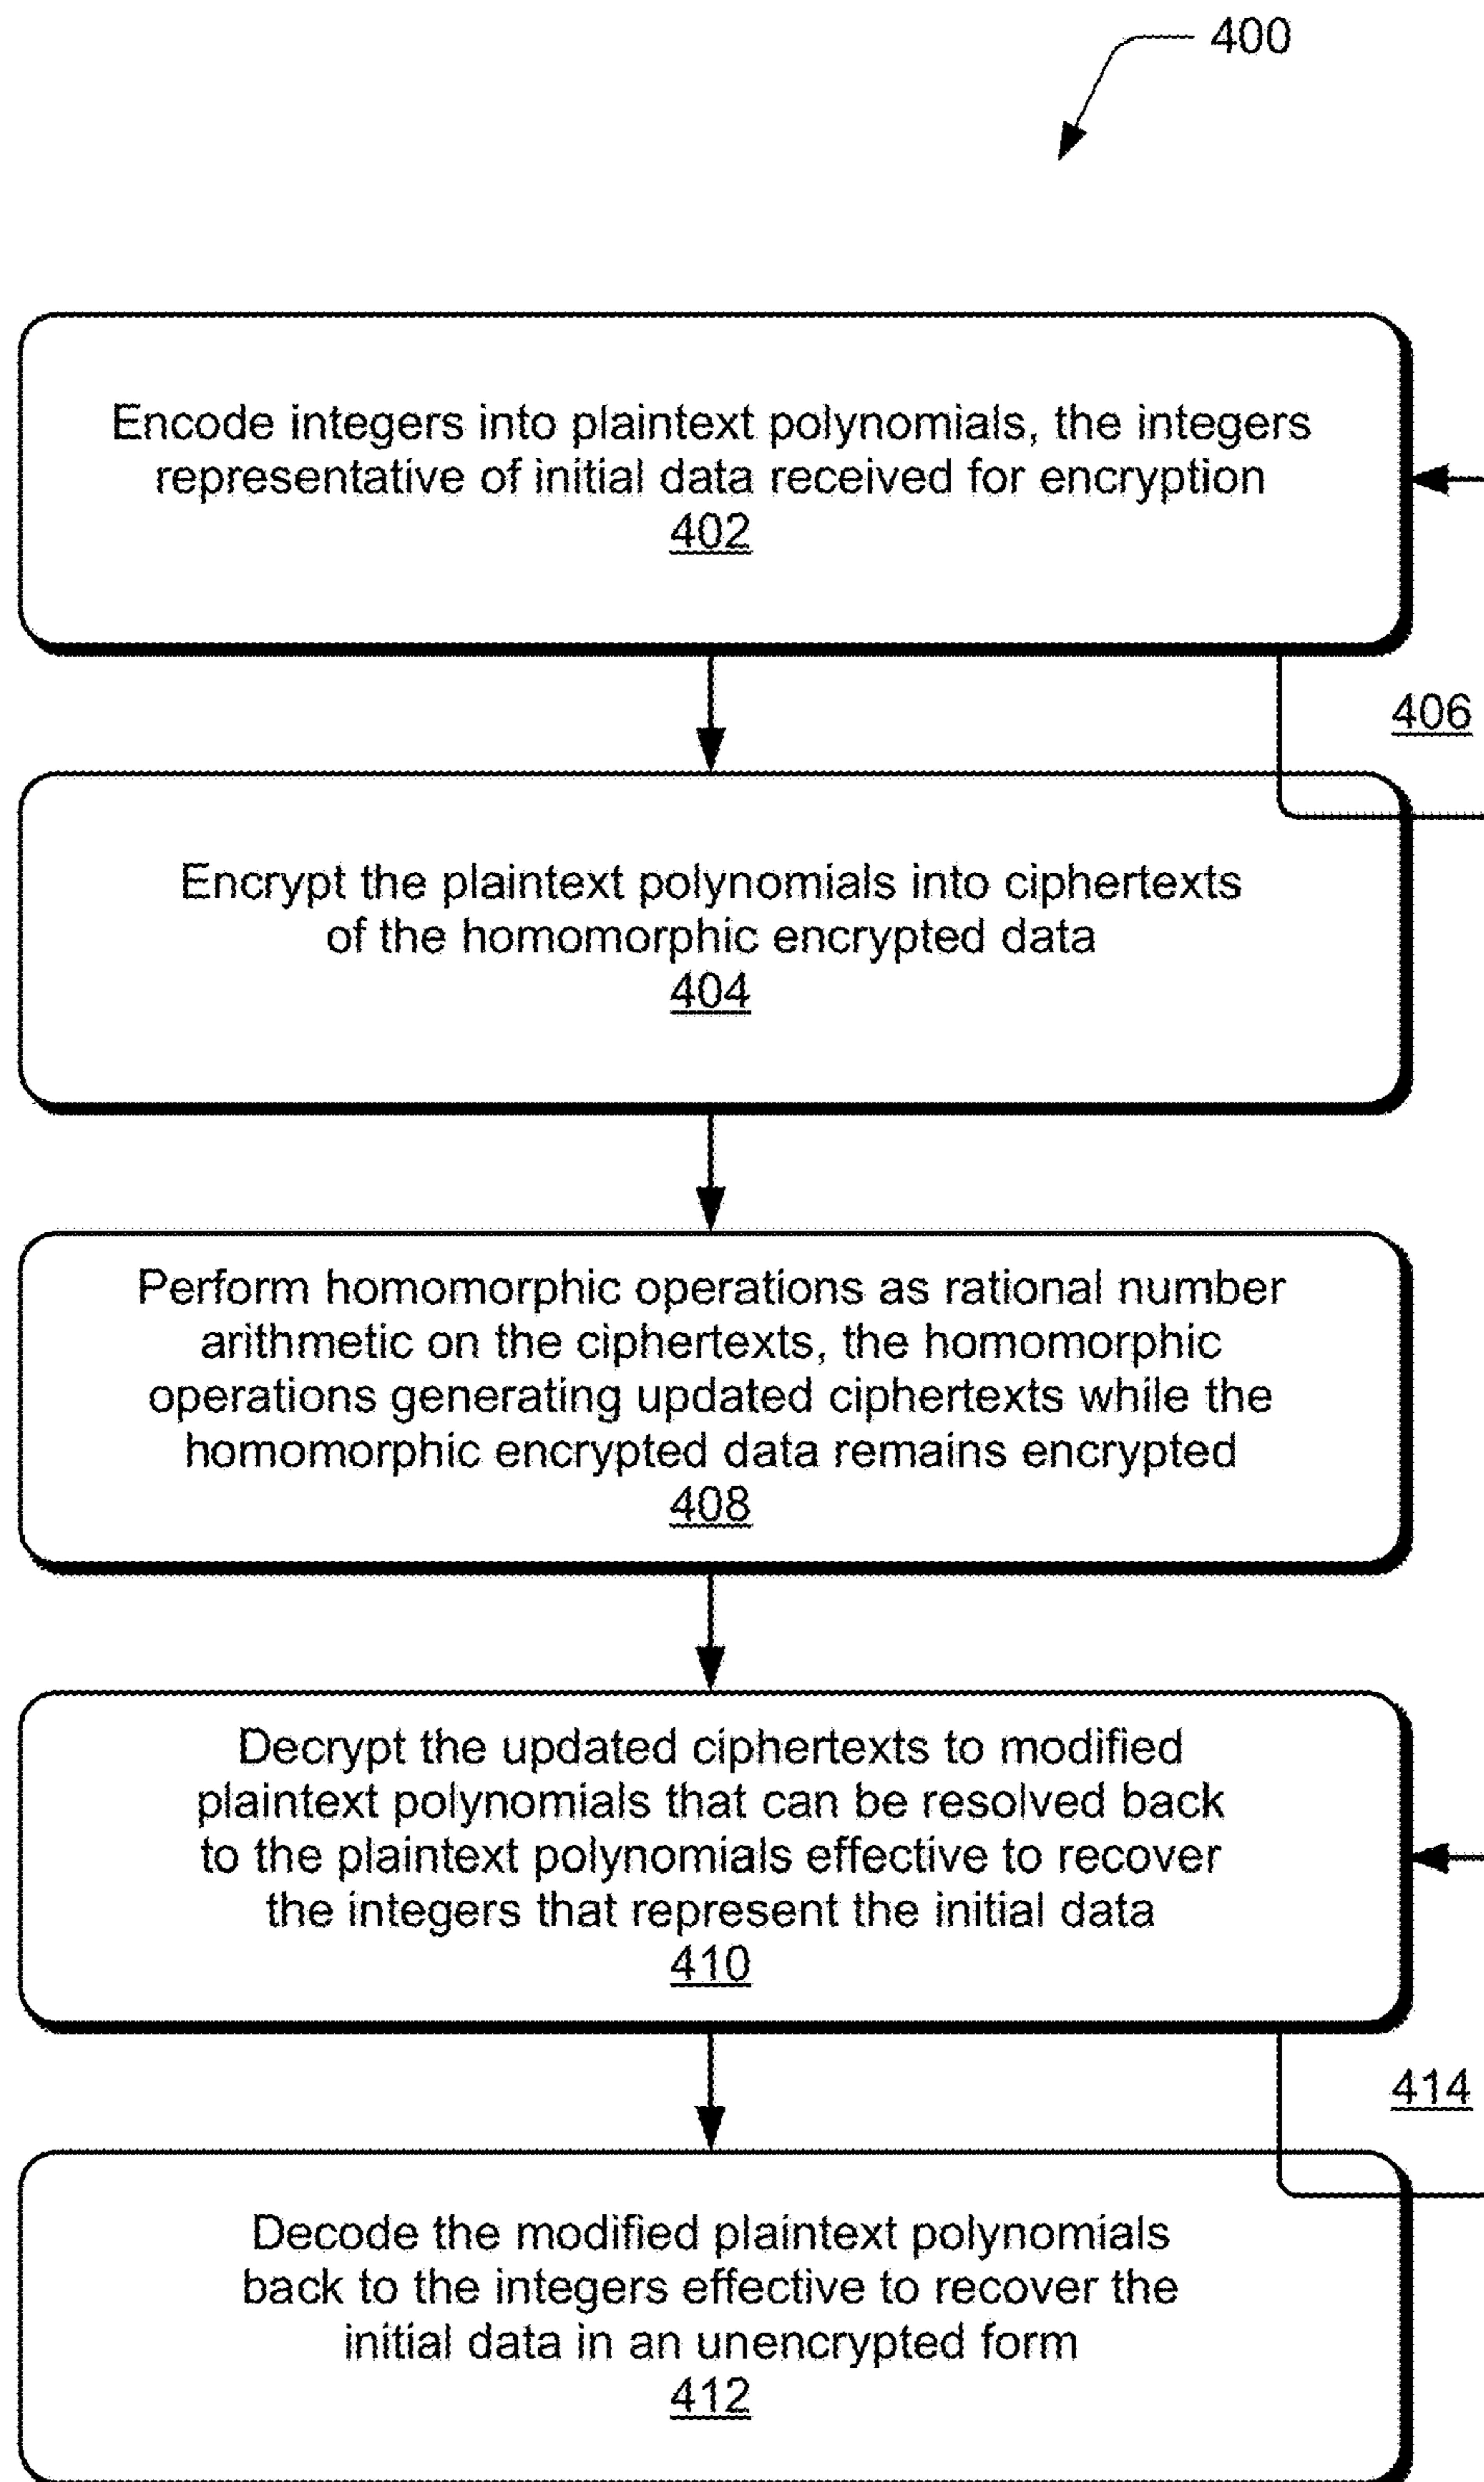 400
Encode integers into plaintext polynomials, the integers
representative of initial data received for encryption
402
406
Encrypt the plaintext polynomials into ciphertexts
of the homomorphic encrypted data
404
Perform homomorphic operations as rational number
arithmetic on the ciphertexts, the homomorphic
operations generating updated ciphertexts while the
homomorphic encrypted data remains encrypted
408
Decrypt the updated ciphertexts to modified
plaintext polynomials that can be resolved back
to the plaintext polynomials effective to recover
the integers that represent the initial data
410
414
Decode the modified plaintext polynomials
back to the integers effective to recover the
initial data in an unencrypted form
412